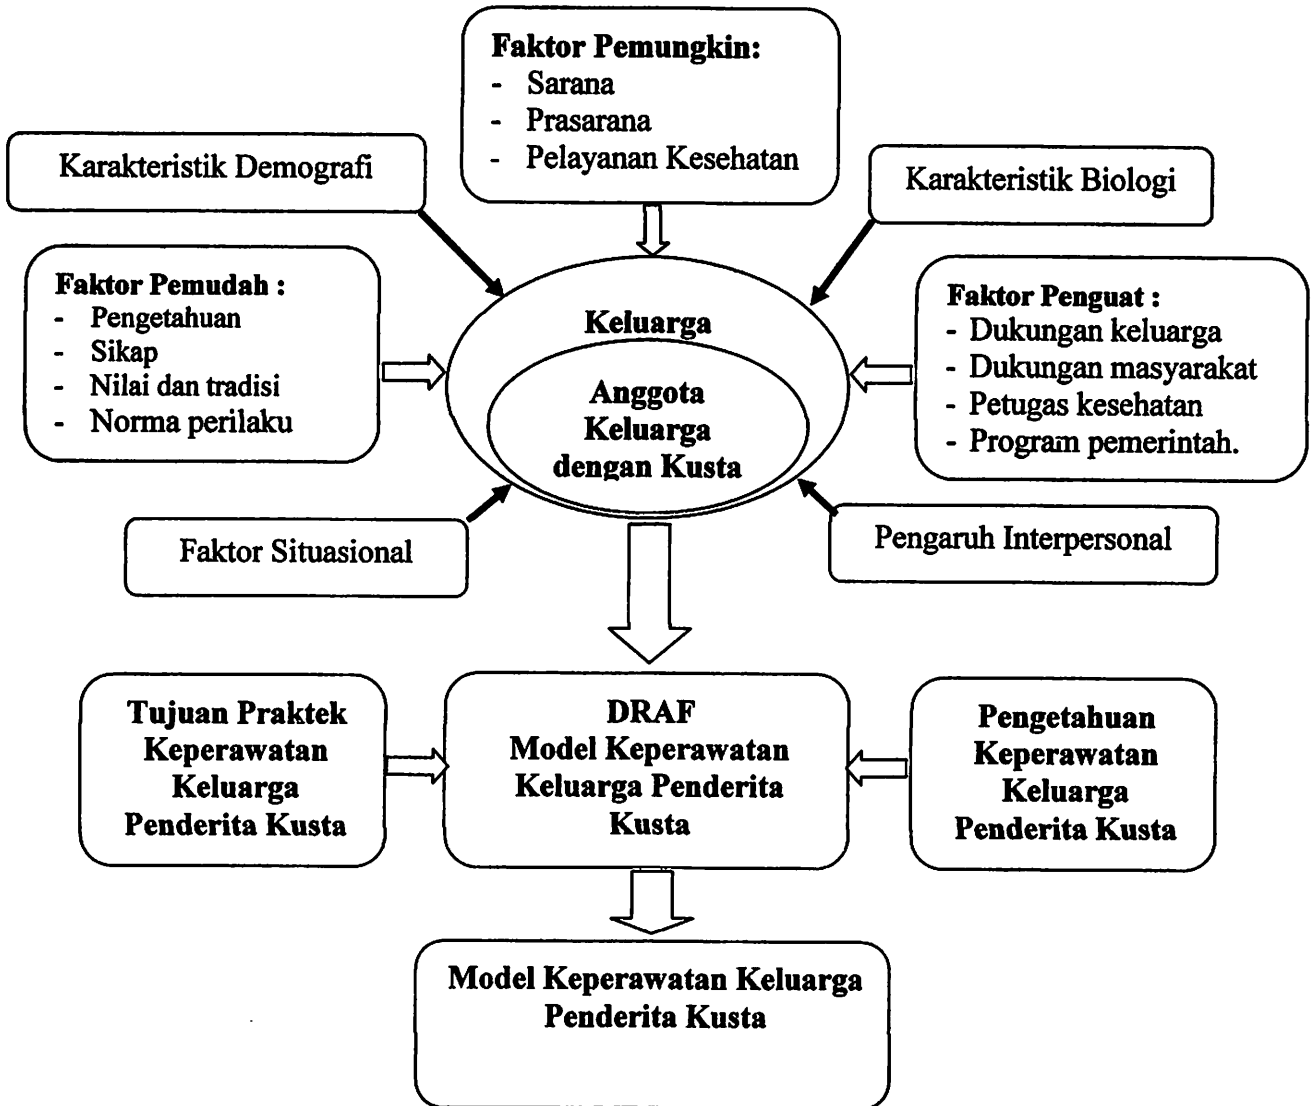 Faktor Pemungkin:
- Sarana
- Prasarana
- Pelayanan Kesehatan
Karakteristik Demografi
Karakteristik Biologi
Faktor Pemudah :
- Pengetahuan
- Sikap
- Nilai dan tradisi
- Norma perilaku
Keluarga
Anggota
Keluarga
dengan Kusta
Faktor Penguat :
- Dukungan keluarga
- Dukungan masyarakat
- Petugas kesehatan
- Program pemerintah.
Faktor Situasional
Pengaruh Interpersonal
Tujuan Praktek
Keperawatan
Keluarga
Penderita Kusta
DRAF
Model Keperawatan
Keluarga Penderita
Kusta
Pengetahuan
Keperawatan
Keluarga
Penderita Kusta
Model Keperawatan Keluarga
Penderita Kusta